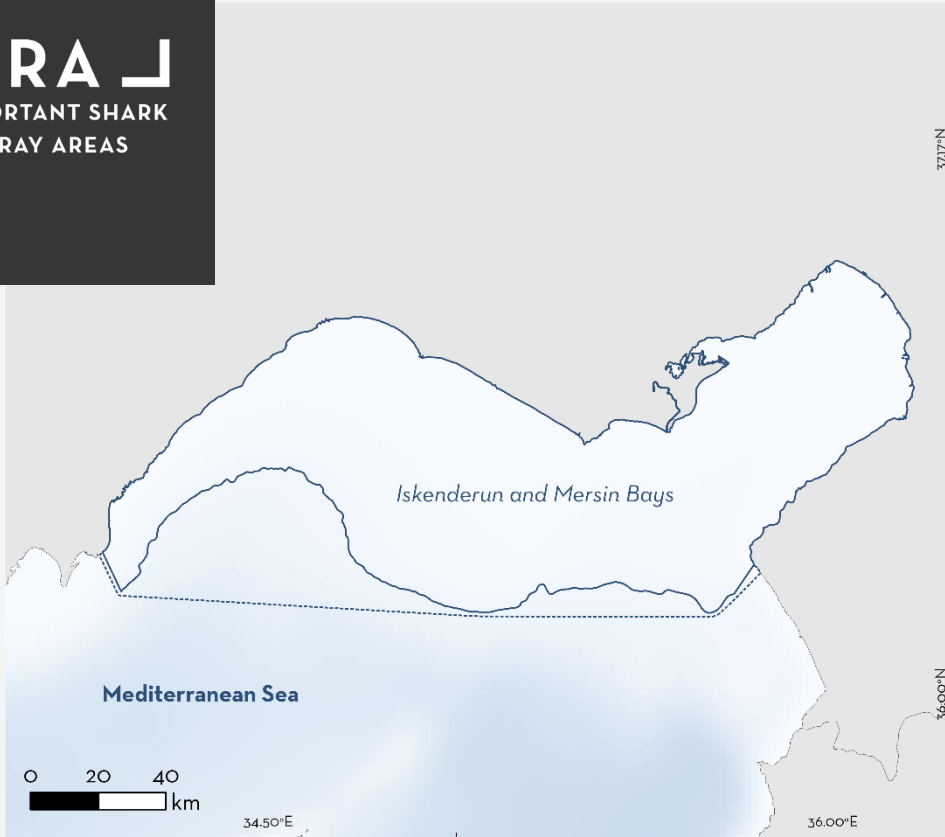 RA
ORTANT SHARK
RAY AREAS
37.17°N
Iskenderun and Mersin Bays
Mediterranean Sea
36.00°N
0 20 40
km
34.50°E
36.00°E